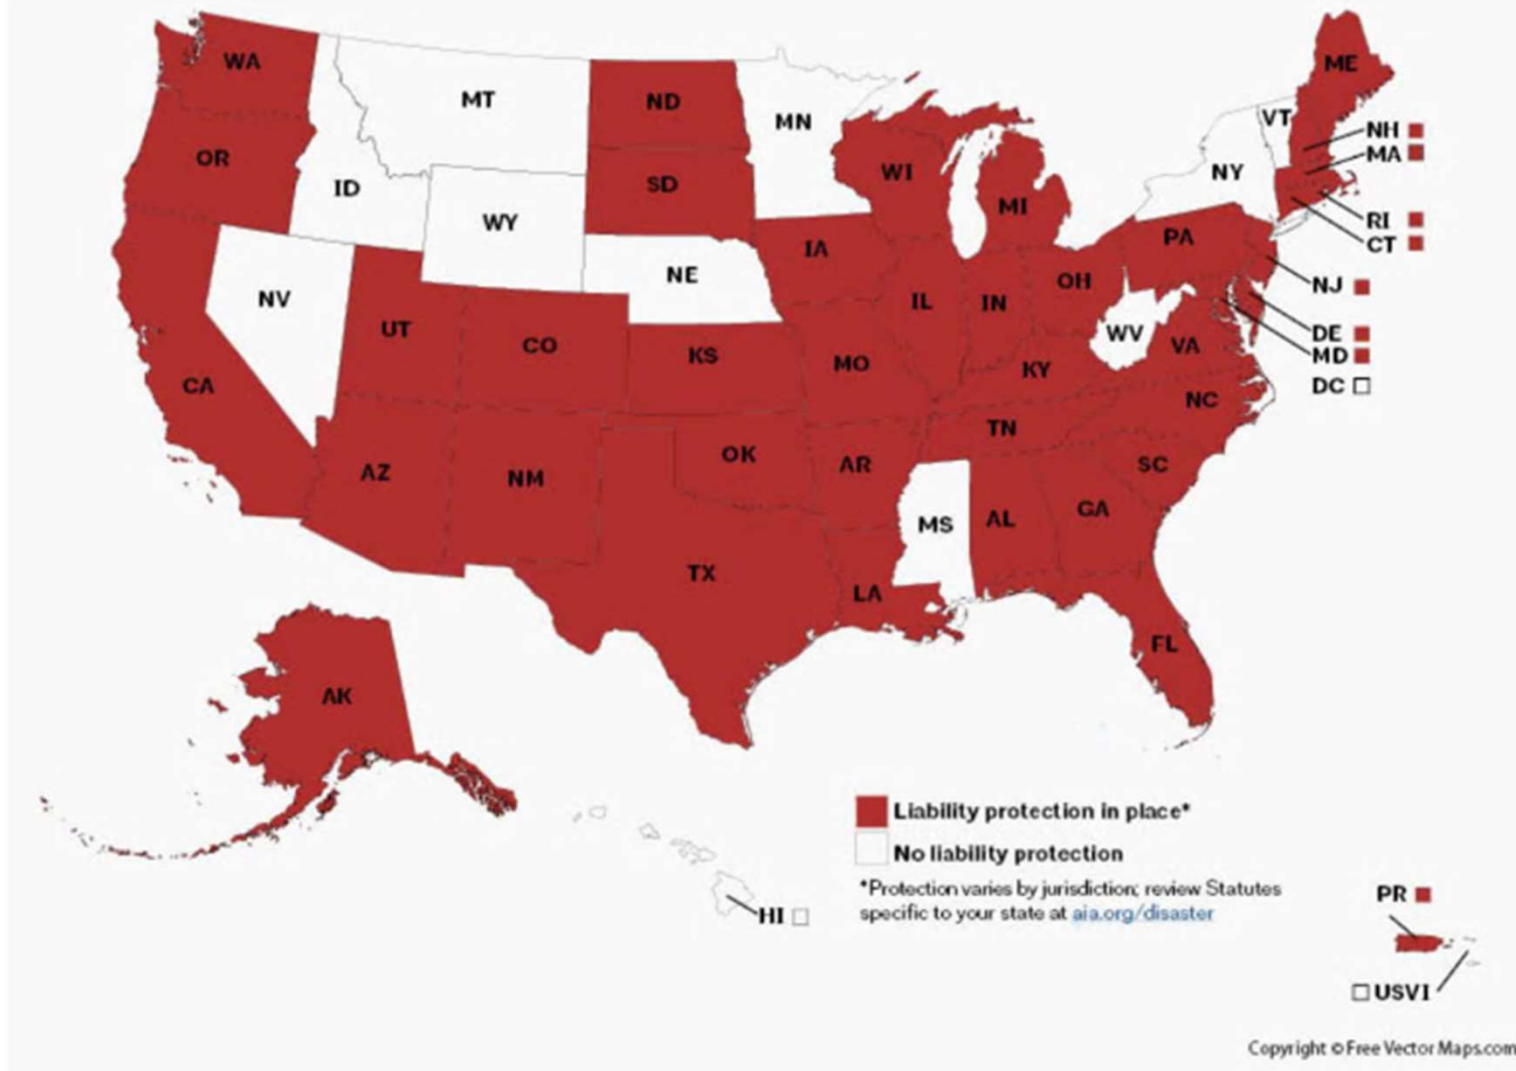 WA
MT
ND
MN
ME
VT
NH
MA
OR
ID
SD
WI
NY
WY
MI
RI
IA
PA
CT
NV
NE
OH
NJ
UT
CO
IL
IN
WV
VA
DE
KS
MO
KY
MD
CA
DC
NC
TN
AZ
NM
OK
AR
SC
MS
AL
GA
TX
LA
FL
AK
Liability protection in place*
No liability protection
*Protection varies by jurisdiction; review Statutes
specific to your state at aia.org/disaster
HI
PR
USVI
Copyright © Free Vector Maps.com